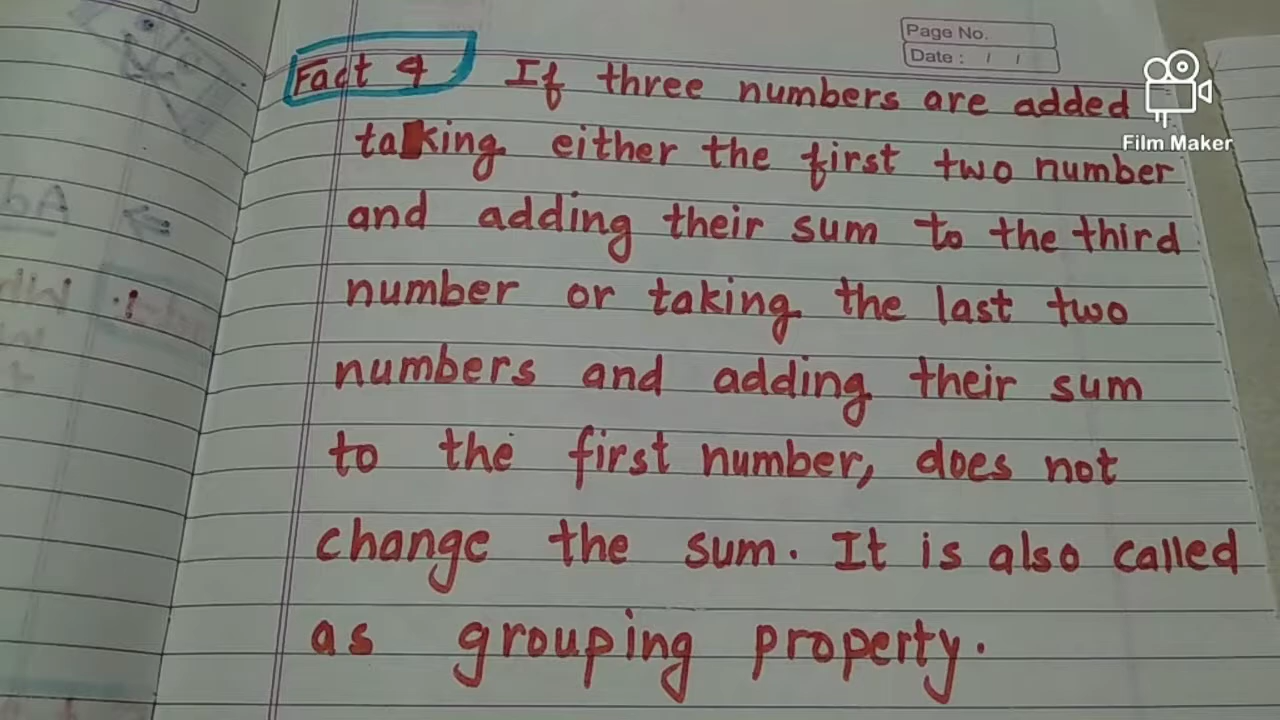 Page No.
Date : / /
Fact 4 If three numbers are added
taking either the first two number
and adding their sum to the third
number or taking the last two
numbers and adding their sum
to the first number, does not
change the sum. It is also called
as grouping property.
Film Maker